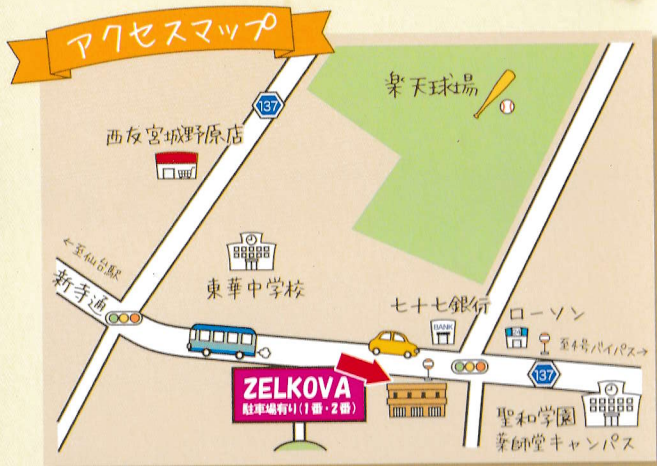 アクセスマップ
楽天球場
137
西友宮城野原店
←至仙台駅
新寺通
東華中学校
七十七銀行
BANK
ローソン
至4号バイパス→
ZELKOVA
駐車場有り(1番・2番)
137
聖和学園
薬師堂キャンパス